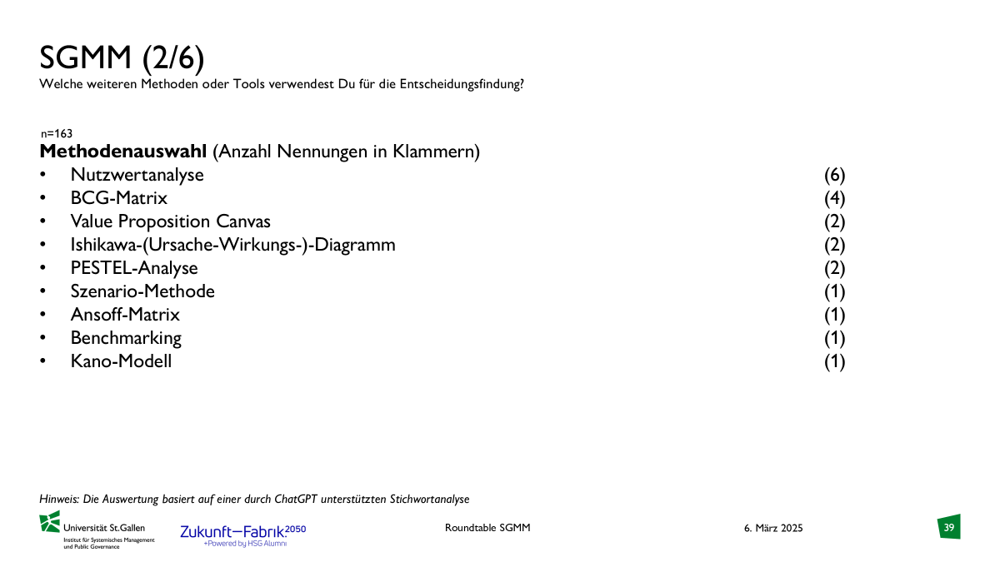 SGMM (2/6)
Welche weiteren Methoden oder Tools verwendest Du für die Entscheidungsfindung?
n=163
Methodenauswahl (Anzahl Nennungen in Klammern)
• Nutzwertanalyse (6)
• BCG-Matrix (4)
• Value Proposition Canvas (2)
• Ishikawa-(Ursache-Wirkungs-)-Diagramm (2)
• PESTEL-Analyse (2)
• Szenario-Methode (1)
• Ansoff-Matrix (1)
• Benchmarking (1)
• Kano-Modell (1)
Hinweis: Die Auswertung basiert auf einer durch ChatGPT unterstützten Stichwortanalyse
Universität St.Gallen
Institut für Systemisches Management
und Public Governance
Zukunft—Fabrik.2050
+Powered by HSG Alumni
Roundtable SGMM
6. März 2025
39